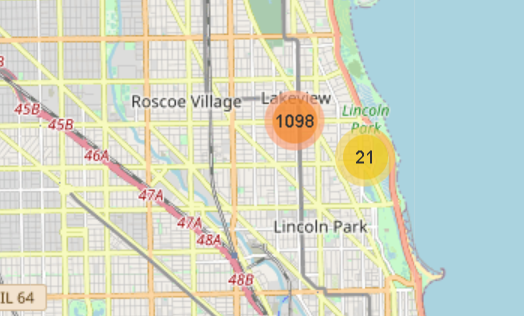 B
45B
45B
Roscoe Village
Lakeview
1098
Lincoln
Park
21
46A
47A
47A
48A
Lincoln Park
48B
IL 64